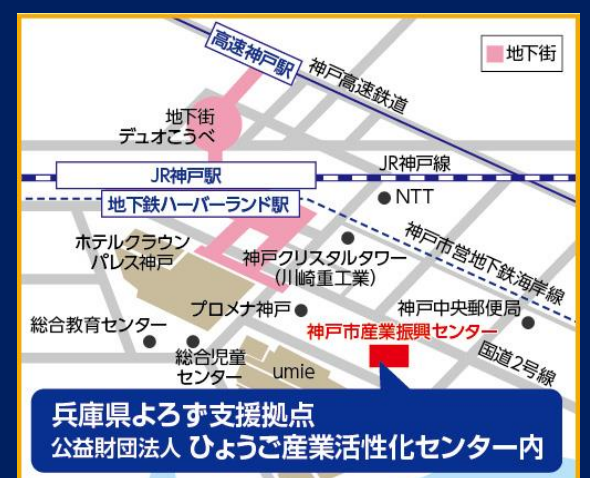 高速神戸駅
地下街
神戸高速鉄道
地下街
デュオこうべ
JR神戸線
JR神戸駅
NTT
地下鉄ハーバーランド駅
ホテルクラウン
パレス神戸
神戸クリスタルタワー
(川崎重工業)
神戸市営地下鉄海岸線
プロメナ神戸
神戸中央郵便局
総合教育センター
神戸市産業振興センター
総合児童
センター
umie
国道2号線
兵庫県よろず支援拠点
公益財団法人 ひょうご産業活性化センター内